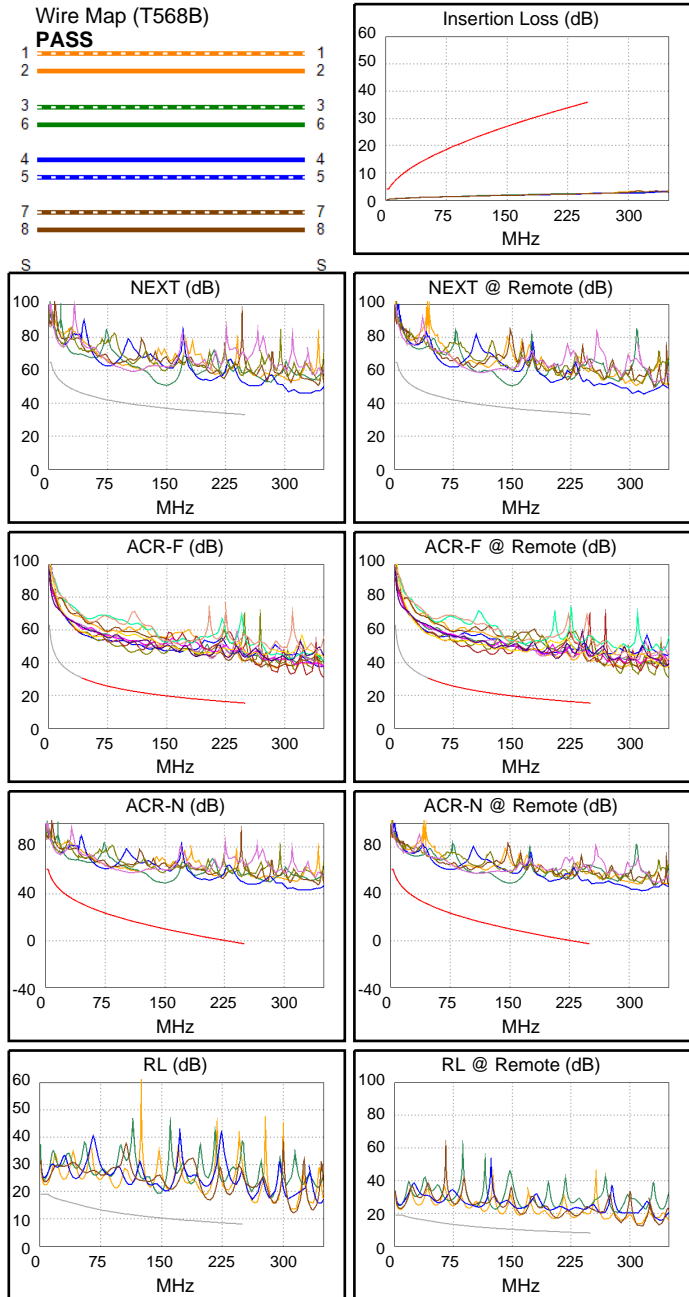 Wire Map (T568B)
PASS
1 1
2 2
3 3
6 6
4 4
5 5
7 7
8 8
S S
Insertion Loss (dB)
60
50
40
30
20
10
0
0 75 150 225 300
MHz
NEXT (dB)
100
80
60
40
20
0
0 75 150 225 300
MHz
NEXT @ Remote (dB)
100
80
60
40
20
0
0 75 150 225 300
MHz
ACR-F (dB)
100
80
60
40
20
0
0 75 150 225 300
MHz
ACR-F @ Remote (dB)
100
80
60
40
20
0
0 75 150 225 300
MHz
ACR-N (dB)
80
40
0
-40
0 75 150 225 300
MHz
ACR-N @ Remote (dB)
80
40
0
-40
0 75 150 225 300
MHz
RL (dB)
60
50
40
30
20
10
0
0 75 150 225 300
MHz
RL @ Remote (dB)
100
80
60
40
20
0
0 75 150 225 300
MHz